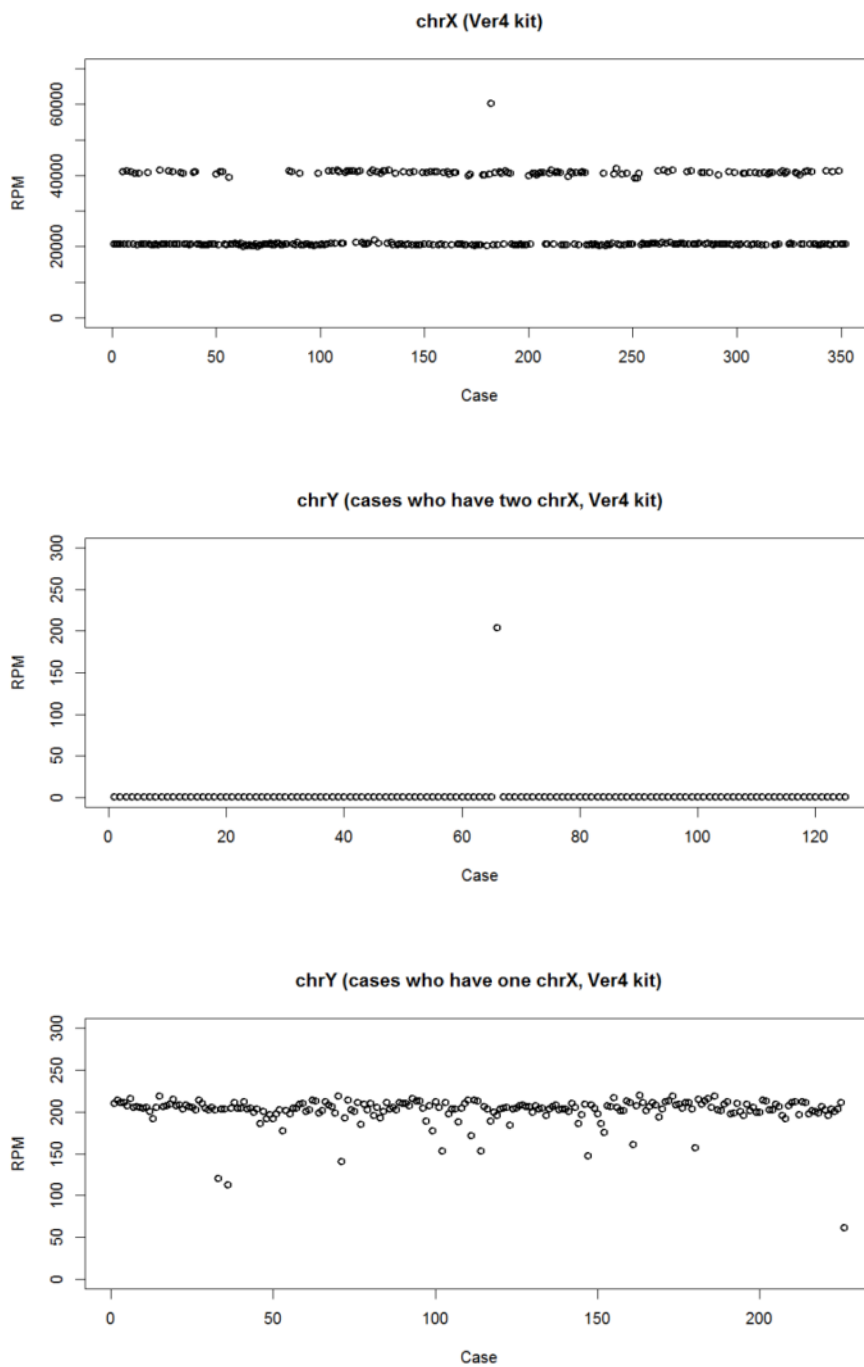 chrX (Ver4 kit)
RPM
60000
40000
20000
0
0 50 100 150 200 250 300 350
Case
chrY (cases who have two chrX, Ver4 kit)
RPM
300
250
200
150
100
50
0
0 20 40 60 80 100 120
Case
chrY (cases who have one chrX, Ver4 kit)
RPM
300
250
200
150
100
50
0
0 50 100 150 200
Case